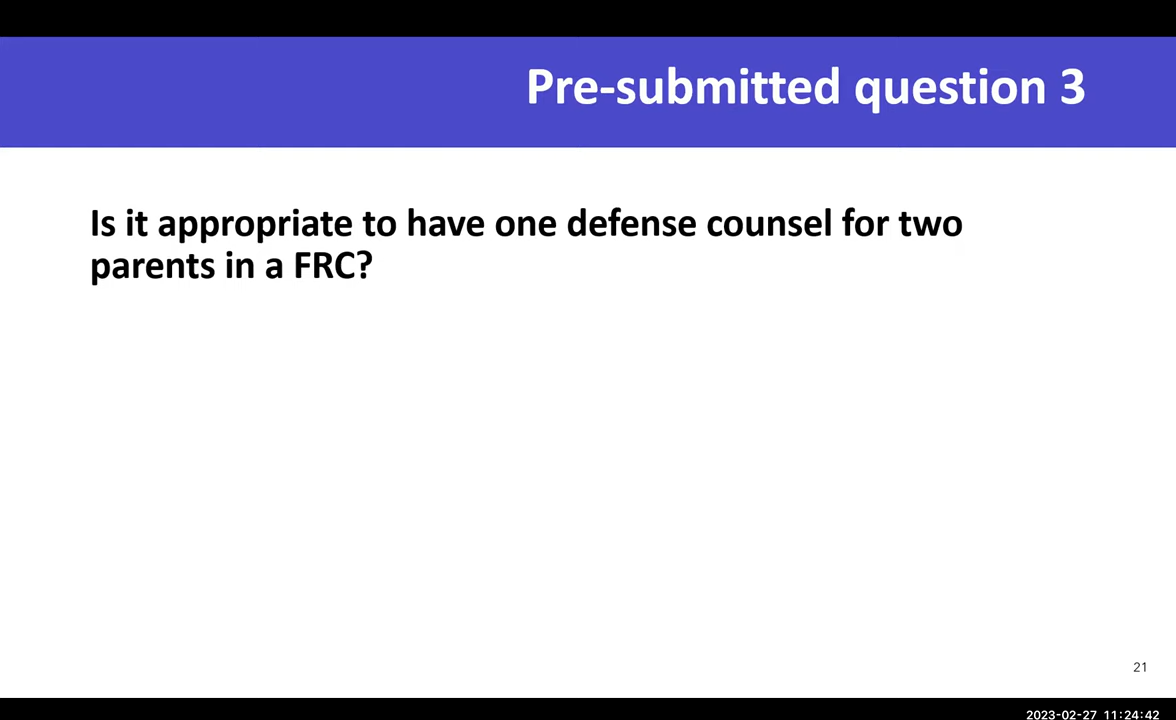 Pre-submitted question 3
Is it appropriate to have one defense counsel for two
parents in a FRC?
21
2023-02-27 11:24:42